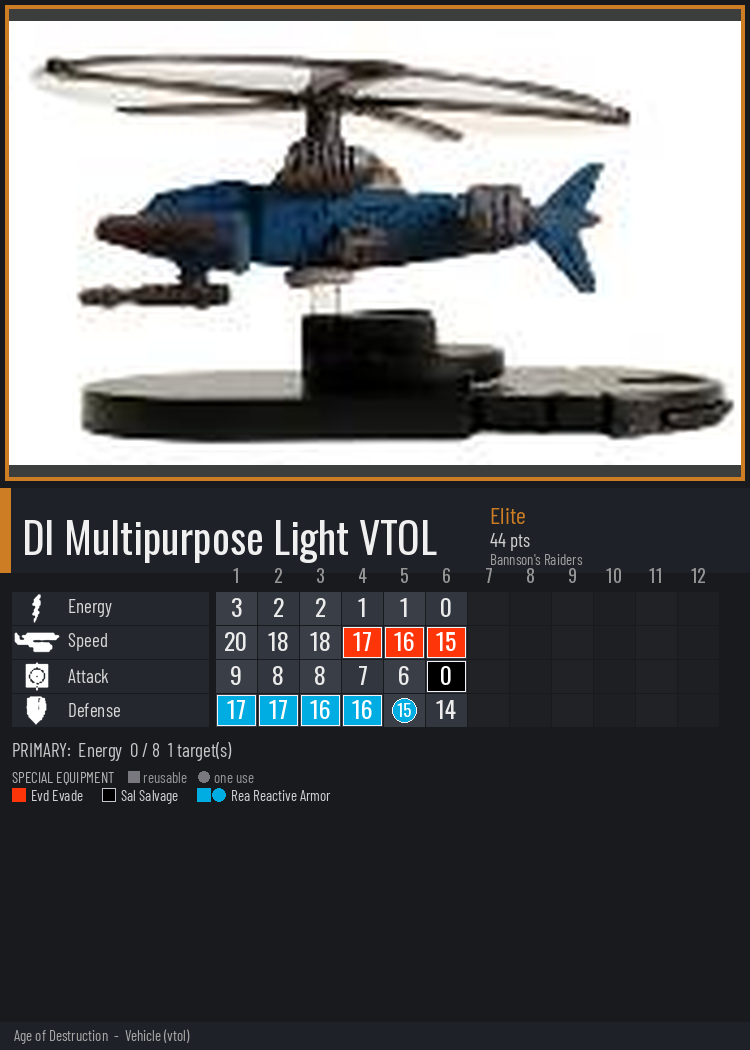 DI Multipurpose Light VTOL
Elite
44 pts
Bannson's Raiders
1 2 3 4 5 6 7 8 9 10 11 12
Energy 3 2 2 1 1 0
Speed 20 18 18 17 16 15
Attack 9 8 8 7 6 0
Defense 17 17 16 16 15 14
PRIMARY: Energy 0 / 8 1 target(s)
SPECIAL EQUIPMENT reusable one use
Evd Evade Sal Salvage Rea Reactive Armor
Age of Destruction - Vehicle (vtol)